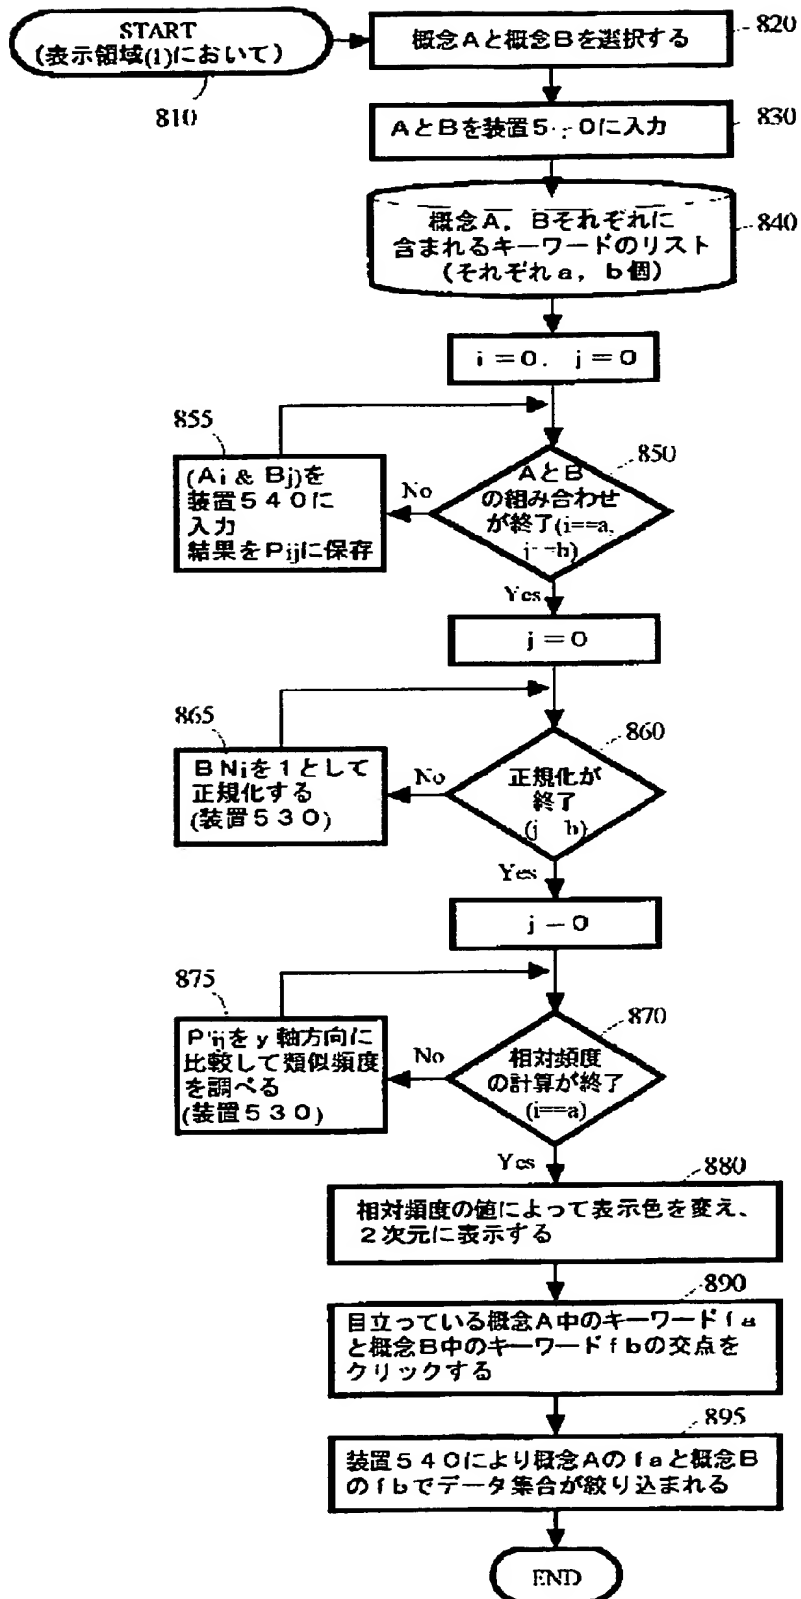 START
(表示領域(1)において)
810
概念Aと概念Bを選択する
820
AとBを装置5
0に入力
830
概念A，Bそれぞれに
含まれるキーワードのリスト
(それぞれa，b個)
840
i＝0．j＝0
855
(Ai & Bj)を
装置540に
入力
結果をPijに保存
No
850
AとB
の組み合わせ
が終了(i==a,
Yes
j＝0
865
BNjを1として
正規化する
(装置530)
No
860
正規化が
終了
Yes
875
P'ijをy軸方向に
比較して類似頻度
を調べる
(装置530)
No
870
相対頻度
の計算が終了
(i==a)
Yes
880
相対頻度の値によって表示色を変え、
2次元に表示する
890
目立っている概念A中のキーワードfa
と概念B中のキーワードfbの交点を
クリックする
895
装置540により概念Aのfaと概念B
のfbでデータ集合が絞り込まれる
END